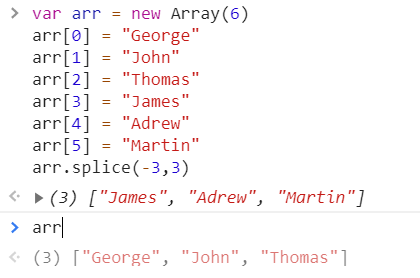 > var arr = new Array(6)
arr[0] = "George"
arr[1] = "John"
arr[2] = "Thomas"
arr[3] = "James"
arr[4] = "Adrew"
arr[5] = "Martin"
arr.splice(-3,3)
(3) ["James", "Adrew", "Martin"]
> arr
(3) ["George", "John", "Thomas"]